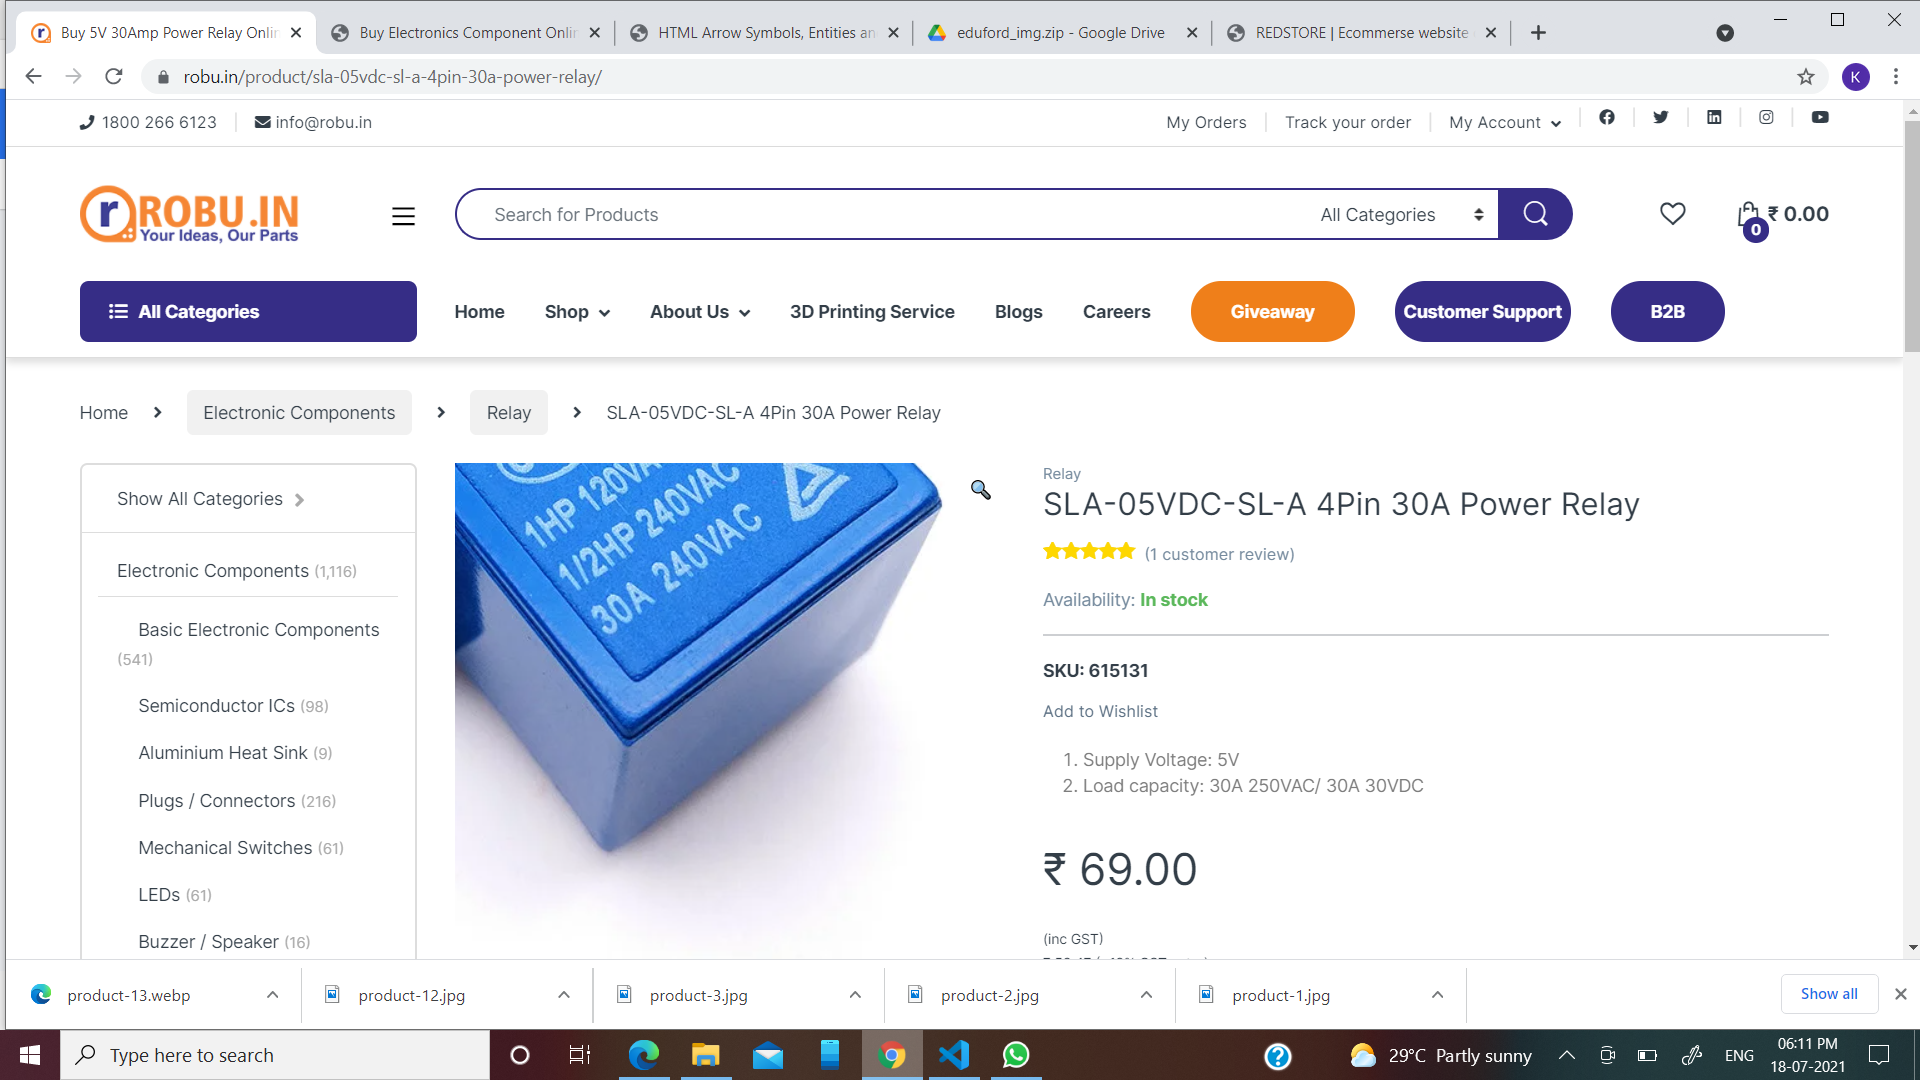 Buy 5V 30Amp Power Relay Onlin
Buy Electronics Component Onlin
HTML Arrow Symbols, Entities an
eduford_img.zip - Google Drive
REDSTORE | Ecommerse website
robu.in/product/sla-05vdc-sl-a-4pin-30a-power-relay/
K
1800 266 6123
info@robu.in
My Orders
Track your order
My Account
ROBU.IN
Your Ideas, Our Parts
Search for Products
All Categories
0
₹ 0.00
All Categories
Home
Shop
About Us
3D Printing Service
Blogs
Careers
Giveaway
Customer Support
B2B
Home
Electronic Components
Relay
SLA-05VDC-SL-A 4Pin 30A Power Relay
Show All Categories
Electronic Components (1,116)
Basic Electronic Components
(541)
Semiconductor ICs (98)
Aluminium Heat Sink (9)
Plugs / Connectors (216)
Mechanical Switches (61)
LEDs (61)
Buzzer / Speaker (16)
1HP 120VA
1/2HP 240VAC
30A 240VAC
Relay
SLA-05VDC-SL-A 4Pin 30A Power Relay
(1 customer review)
Availability: In stock
SKU: 615131
Add to Wishlist
1. Supply Voltage: 5V
2. Load capacity: 30A 250VAC/ 30A 30VDC
₹ 69.00
(inc GST)
product-13.webp
product-12.jpg
product-3.jpg
product-2.jpg
product-1.jpg
Show all
Type here to search
29°C Partly sunny
ENG
06:11 PM
18-07-2021